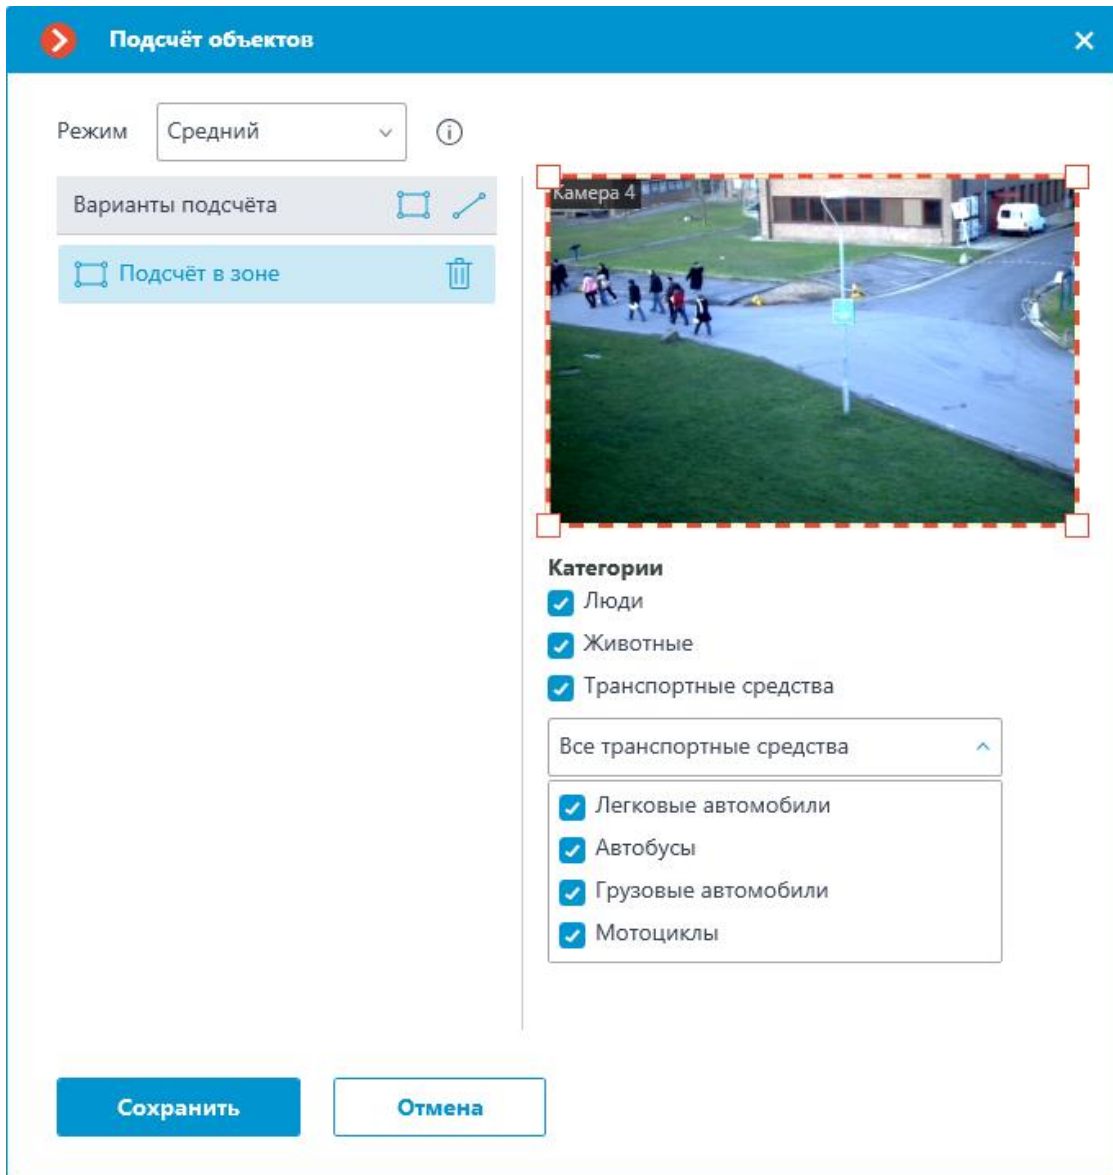 Подсчёт объектов
Режим
Средний
Варианты подсчёта
Подсчёт в зоне
Камера 4
Категории
Люди
Животные
Транспортные средства
Все транспортные средства
Легковые автомобили
Автобусы
Грузовые автомобили
Мотоциклы
Сохранить
Отмена